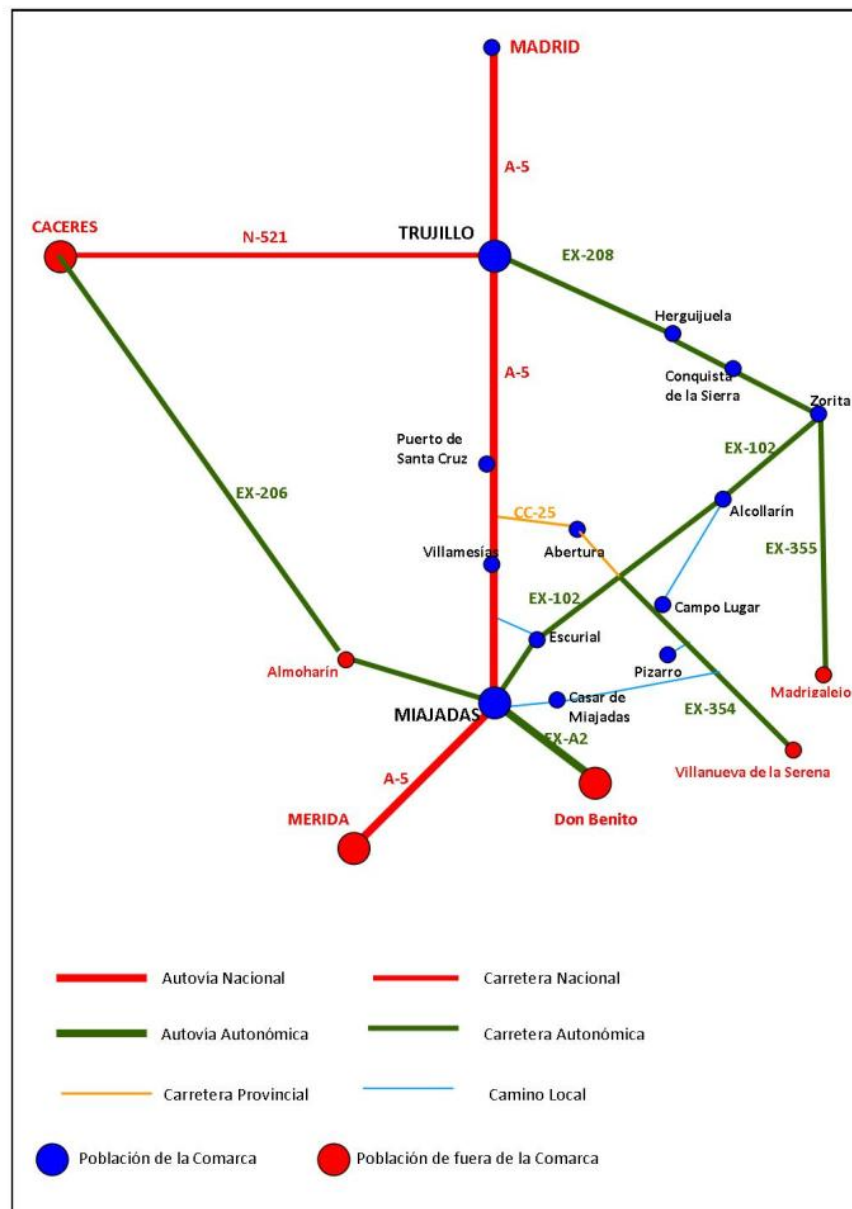 MADRID
A-5
CACERES
N-521
TRUJILLO
EX-208
Herguijuela
A-5
Conquista
de la Sierra
Zorita
Puerto de
Santa Cruz
EX-102
EX-206
CC-25
Alcollarín
Abertura
EX-355
Villamesías
EX-102
Campo Lugar
Escurial
Almoharín
Pizarro
Madrigalejo
MIAJADAS
Casar de
Miajadas
EX-354
EX-A2
Villanueva de la Serena
A-5
MERIDA
Don Benito
Autovía Nacional
Carretera Nacional
Autovía Autonómica
Carretera Autonómica
Carretera Provincial
Camino Local
Población de la Comarca
Población de fuera de la Comarca